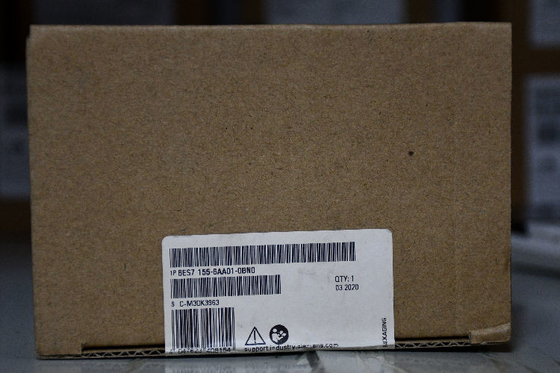 1P 6ES7 155-6AA01-0BN0
QTY: 1
03.2020
S C-M3DK3963
support.industry.siemens.com